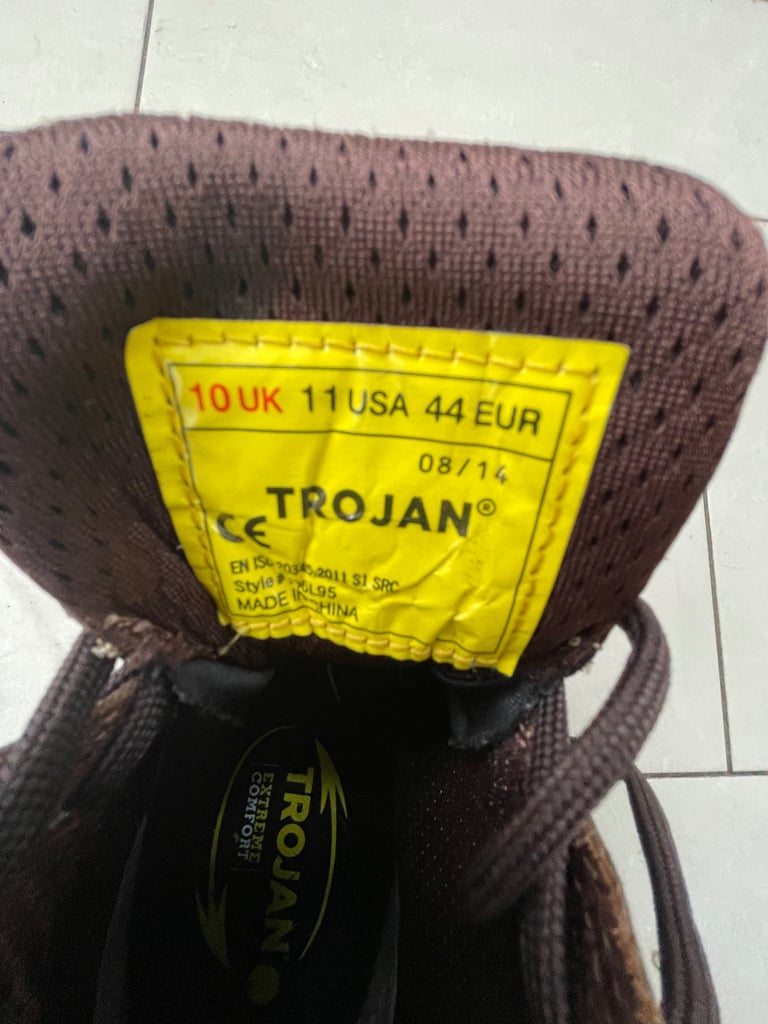 10 UK 11 USA 44 EUR
08/14
TROJAN®
CE
EN ISO 20345:2011 S1 SRC
Style #
MADE IN CHINA
TROJAN
EXTREME
COMFORT